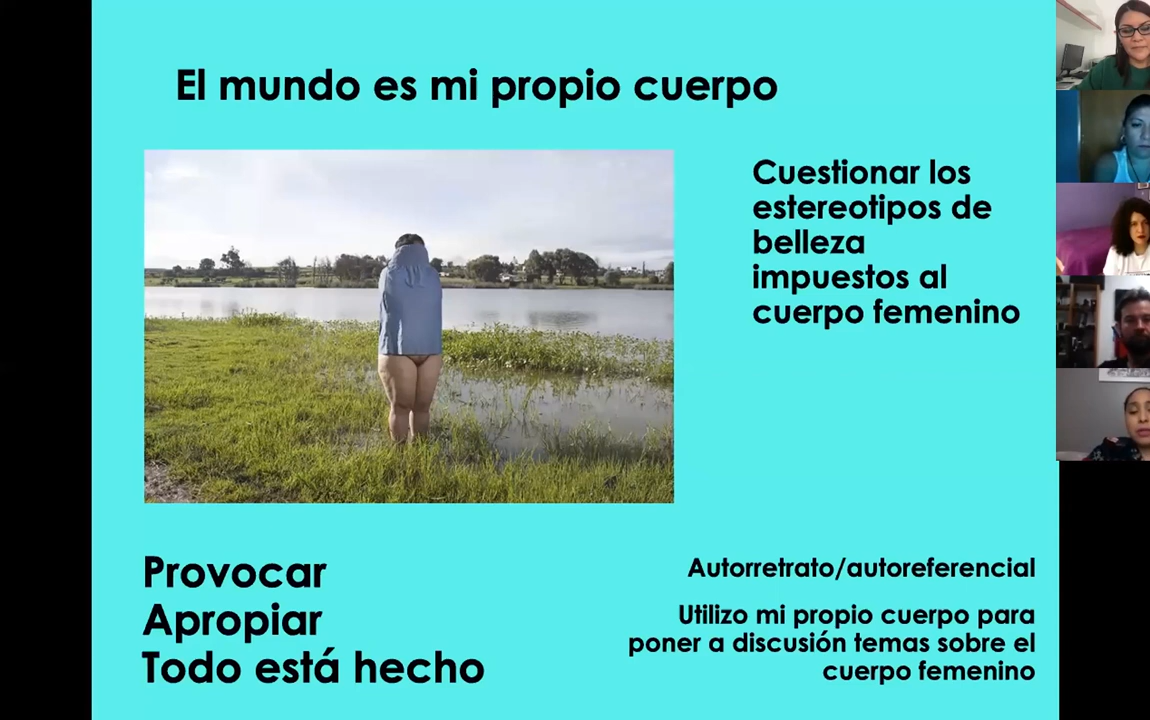 El mundo es mi propio cuerpo
Cuestionar los
estereotipos de
belleza
impuestos al
cuerpo femenino
Provocar
Apropiar
Todo está hecho
Autorretrato/autoreferencial
Utilizo mi propio cuerpo para
poner a discusión temas sobre el
cuerpo femenino